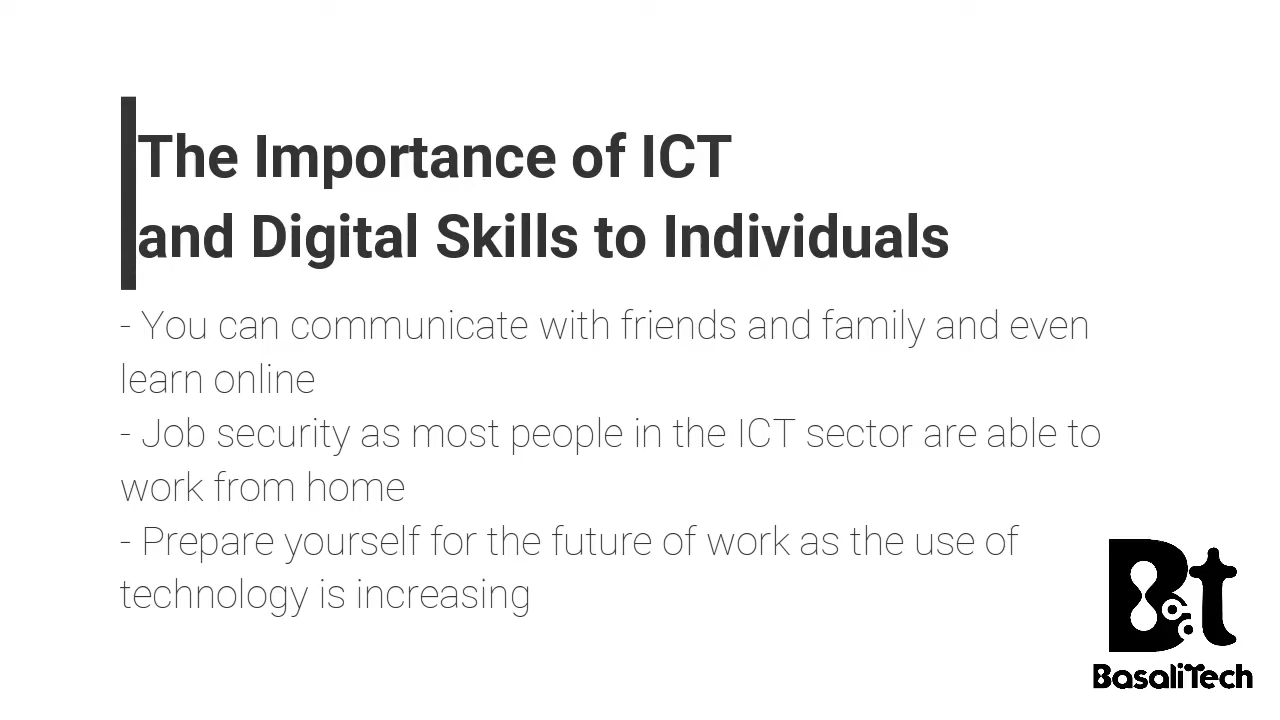 The Importance of ICT
and Digital Skills to Individuals
- You can communicate with friends and family and even
learn online
- Job security as most people in the ICT sector are able to
work from home
- Prepare yourself for the future of work as the use of
technology is increasing
Bt
BasaliTech